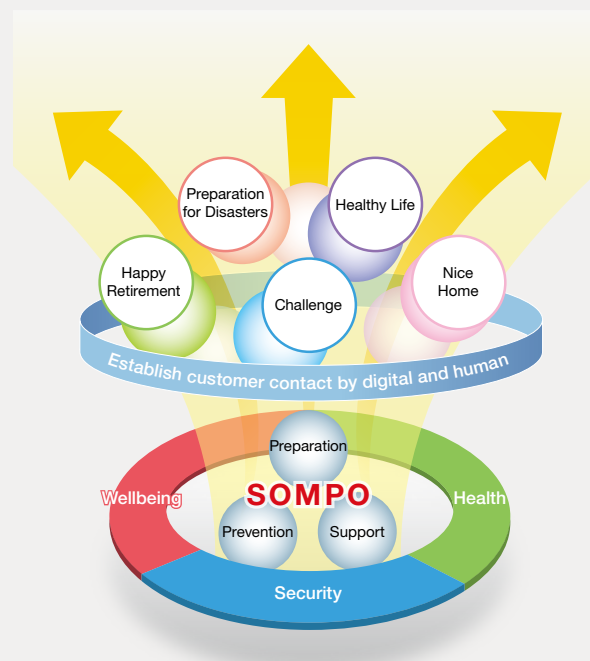 Preparation
for Disasters
Healthy Life
Happy
Retirement
Challenge
Nice
Home
Establish customer contact by digital and human
Preparation
Wellbeing
SOMPO
Health
Prevention
Support
Security